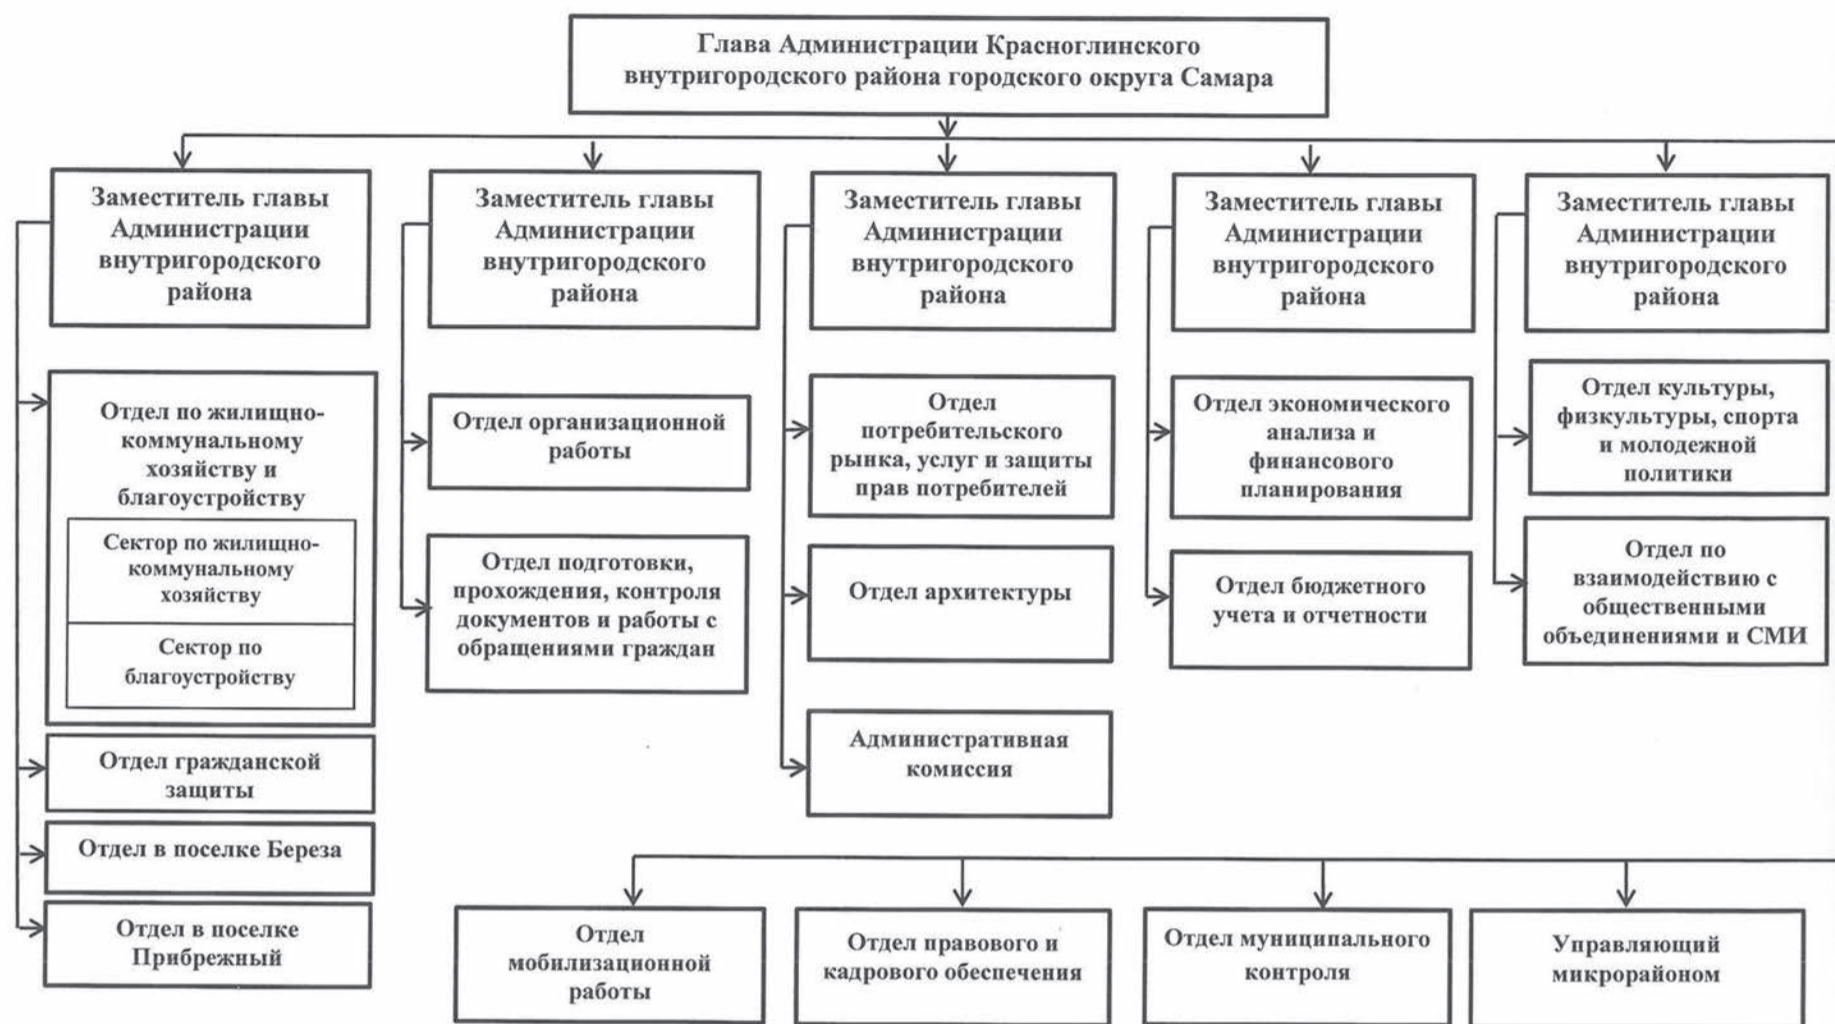 Глава Администрации Красноглинского
внутригородского района городского округа Самара
Заместитель главы
Администрации
внутригородского
района
Заместитель главы
Администрации
внутригородского
района
Заместитель главы
Администрации
внутригородского
района
Заместитель главы
Администрации
внутригородского
района
Заместитель главы
Администрации
внутригородского
района
Отдел по жилищно-
коммунальному
хозяйству и
благоустройству
Сектор по жилищно-
коммунальному
хозяйству
Сектор по
благоустройству
Отдел гражданской
защиты
Отдел в поселке Береза
Отдел в поселке
Прибрежный
Отдел организационной
работы
Отдел подготовки,
прохождения, контроля
документов и работы с
обращениями граждан
Отдел
потребительского
рынка, услуг и защиты
прав потребителей
Отдел архитектуры
Административная
комиссия
Отдел экономического
анализа и
финансового
планирования
Отдел бюджетного
учета и отчетности
Отдел культуры,
физкультуры, спорта
и молодежной
политики
Отдел по
взаимодействию с
общественными
объединениями и СМИ
Отдел
мобилизационной
работы
Отдел правового и
кадрового обеспечения
Отдел муниципального
контроля
Управляющий
микрорайоном